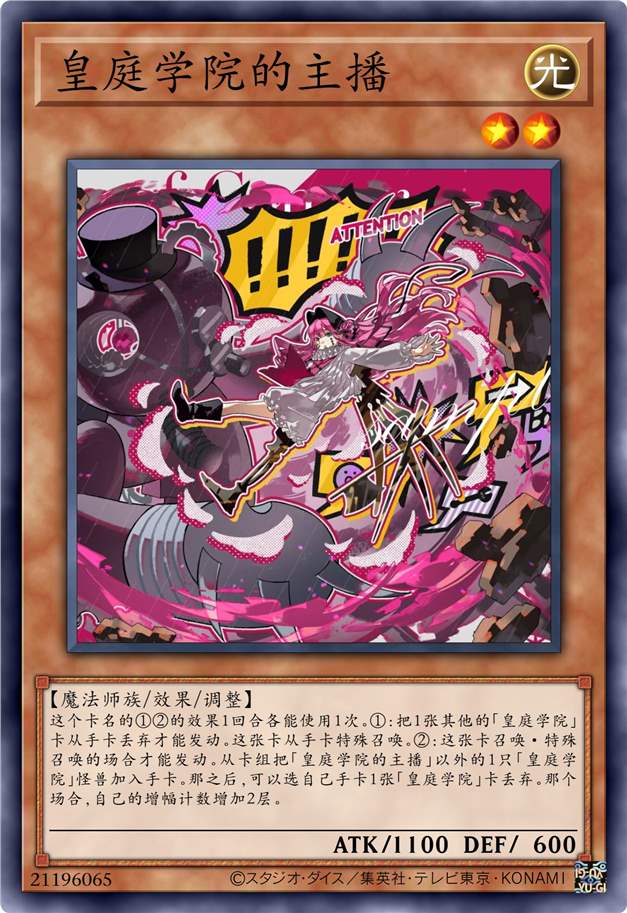 皇庭学院的主播
光
!!!!
ATTENTION
【魔法师族/效果/调整】
这个卡名的①②的效果1回合各能使用1次。①:把1张其他的「皇庭学院」
卡从手卡丢弃才能发动。这张卡从手卡特殊召唤。②:这张卡召唤·特殊
召唤的场合才能发动。从卡组把「皇庭学院的主播」以外的1只「皇庭学
院」怪兽加入手卡。那之后,可以选自己手卡1张「皇庭学院」卡丢弃。那个
场合,自己的增幅计数增加2层。
ATK/1100 DEF/ 600
21196065
©スタジオ·ダイス/集英社·テレビ東京·KONAMI